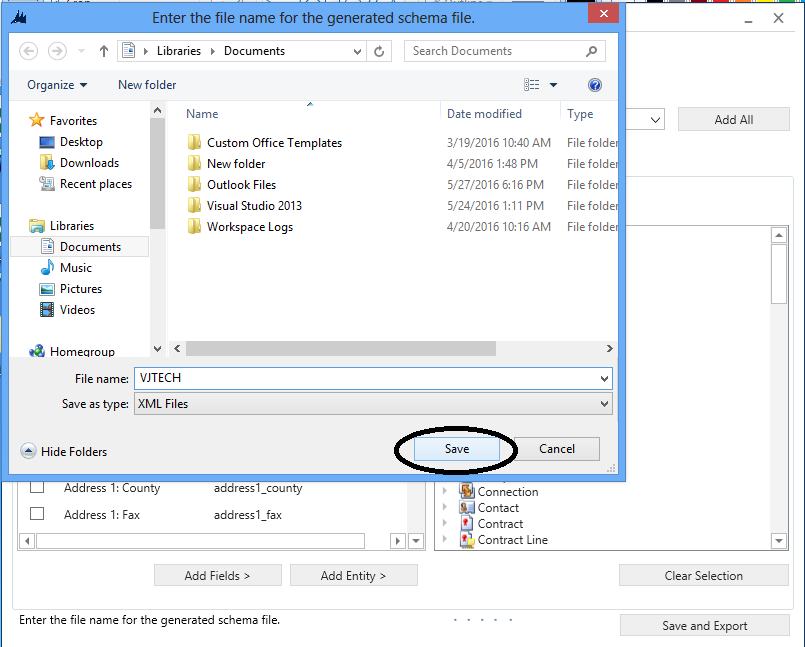 Enter the file name for the generated schema file.
Libraries Documents
Search Documents
Organize New folder
Name Date modified Type
Favorites
Desktop
Downloads
Recent places
Libraries
Documents
Music
Pictures
Videos
Homegroup
Custom Office Templates 3/19/2016 10:40 AM File folder
New folder 4/5/2016 1:48 PM File folder
Outlook Files 5/27/2016 6:16 PM File folder
Visual Studio 2013 5/24/2016 1:11 PM File folder
Workspace Logs 4/20/2016 10:16 AM File folder
File name: VJTECH
Save as type: XML Files
Hide Folders
Save Cancel
Add All
Address 1: County address1_county
Address 1: Fax address1_fax
Connection
Contact
Contract
Contract Line
Add Fields > Add Entity > Clear Selection
Enter the file name for the generated schema file.
Save and Export